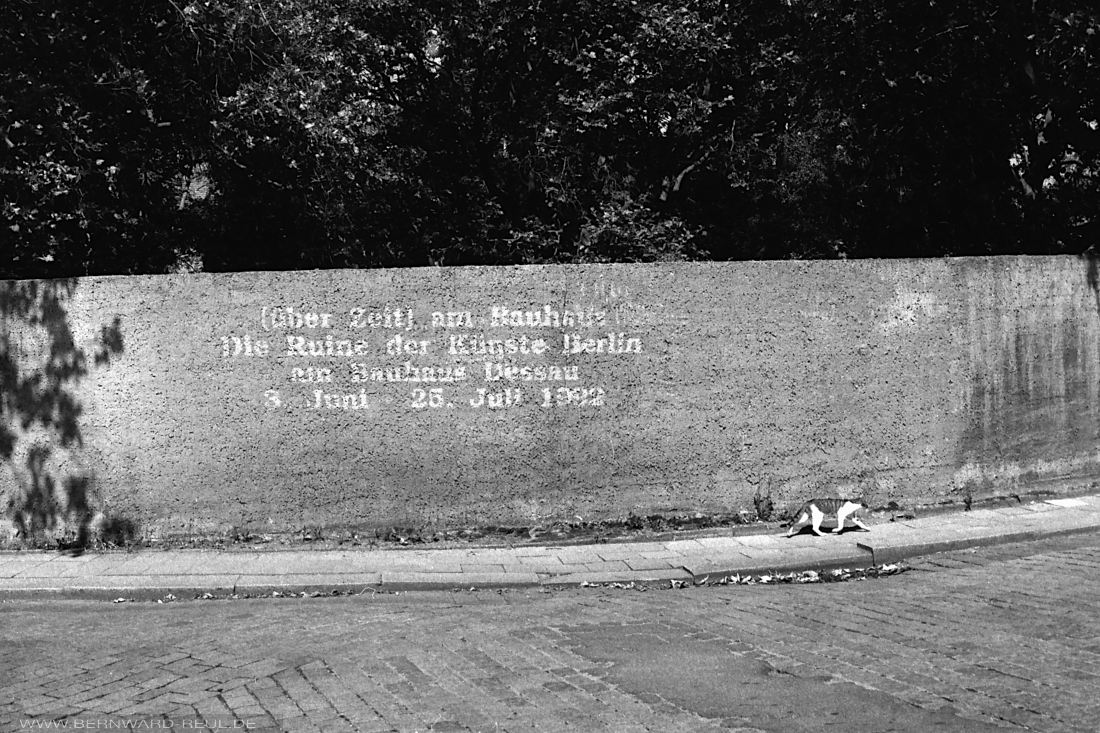 (über Zeit) am Bauhaus
Die Ruine der Künste Berlin
am Bauhaus Dessau
3. Juni - 25. Juli 1992
WWW.BERNWARD-REUL.DE